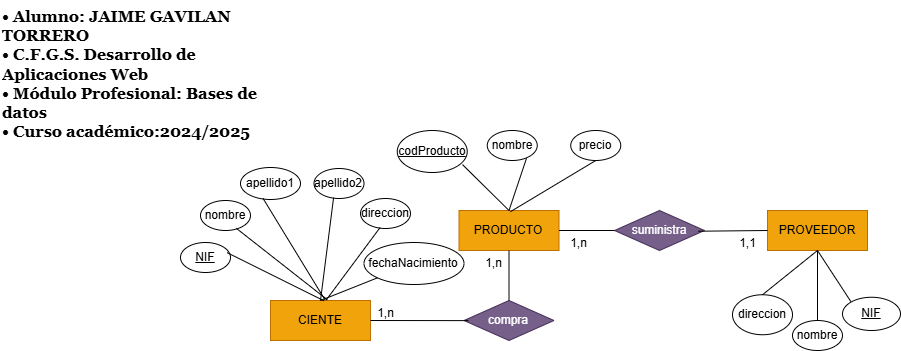 • Alumno: JAIME GAVILAN
TORRERO
• C.F.G.S. Desarrollo de
Aplicaciones Web
• Módulo Profesional: Bases de
datos
• Curso académico:2024/2025
codProducto
nombre
precio
apellido1
apellido2
nombre
direccion
NIF
fechaNacimiento
PRODUCTO
1,n
suministra
1,1
PROVEEDOR
1,n
CIENTE
1,n
compra
direccion
nombre
NIF